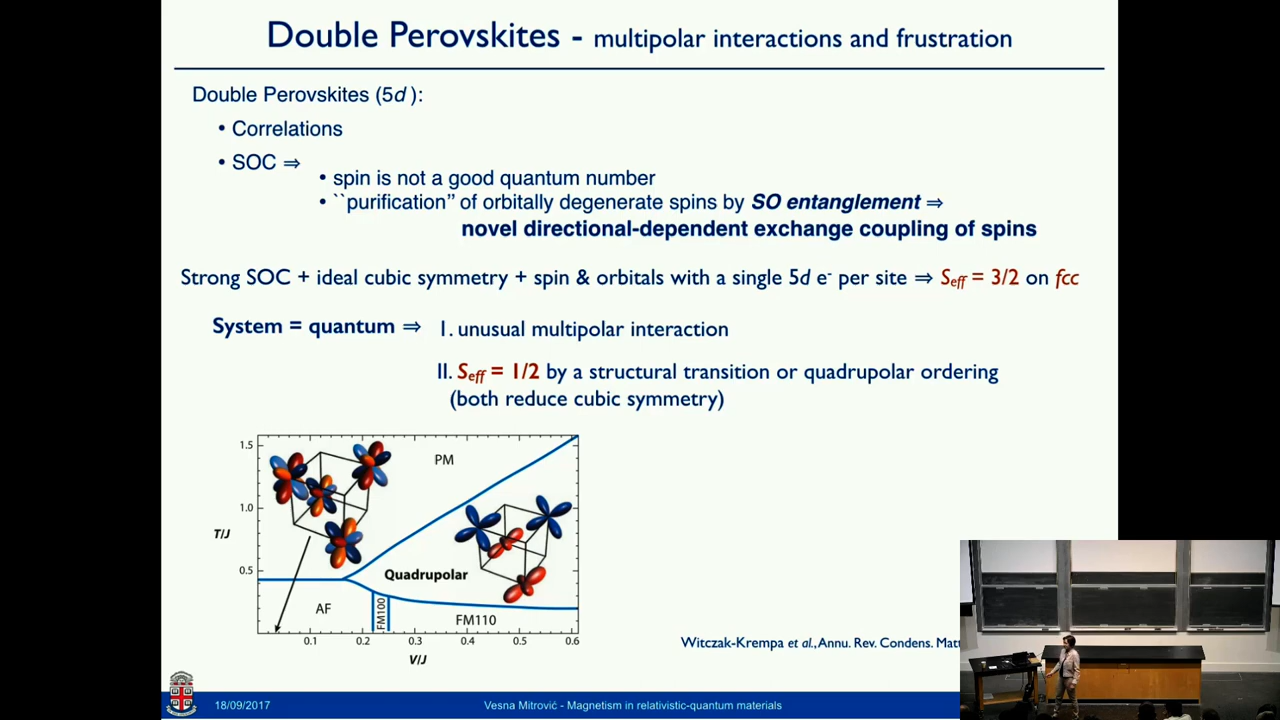 Double Perovskites - multipolar interactions and frustration
Double Perovskites (5d ):
• Correlations
• SOC ⇒
• spin is not a good quantum number
• ``purification'' of orbitally degenerate spins by SO entanglement ⇒
novel directional-dependent exchange coupling of spins
Strong SOC + ideal cubic symmetry + spin & orbitals with a single 5d e- per site ⇒ Seff = 3/2 on fcc
System = quantum ⇒ I. unusual multipolar interaction
II. Seff = 1/2 by a structural transition or quadrupolar ordering
(both reduce cubic symmetry)
1.5
PM
1.0
T/J
0.5
Quadrupolar
AF
FM100
FM110
0.1 0.2 0.3 0.4 0.5 0.6
V/J
Witczak-Krempa et al., Annu. Rev. Condens. Matt
18/09/2017
Vesna Mitrović - Magnetism in relativistic-quantum materials